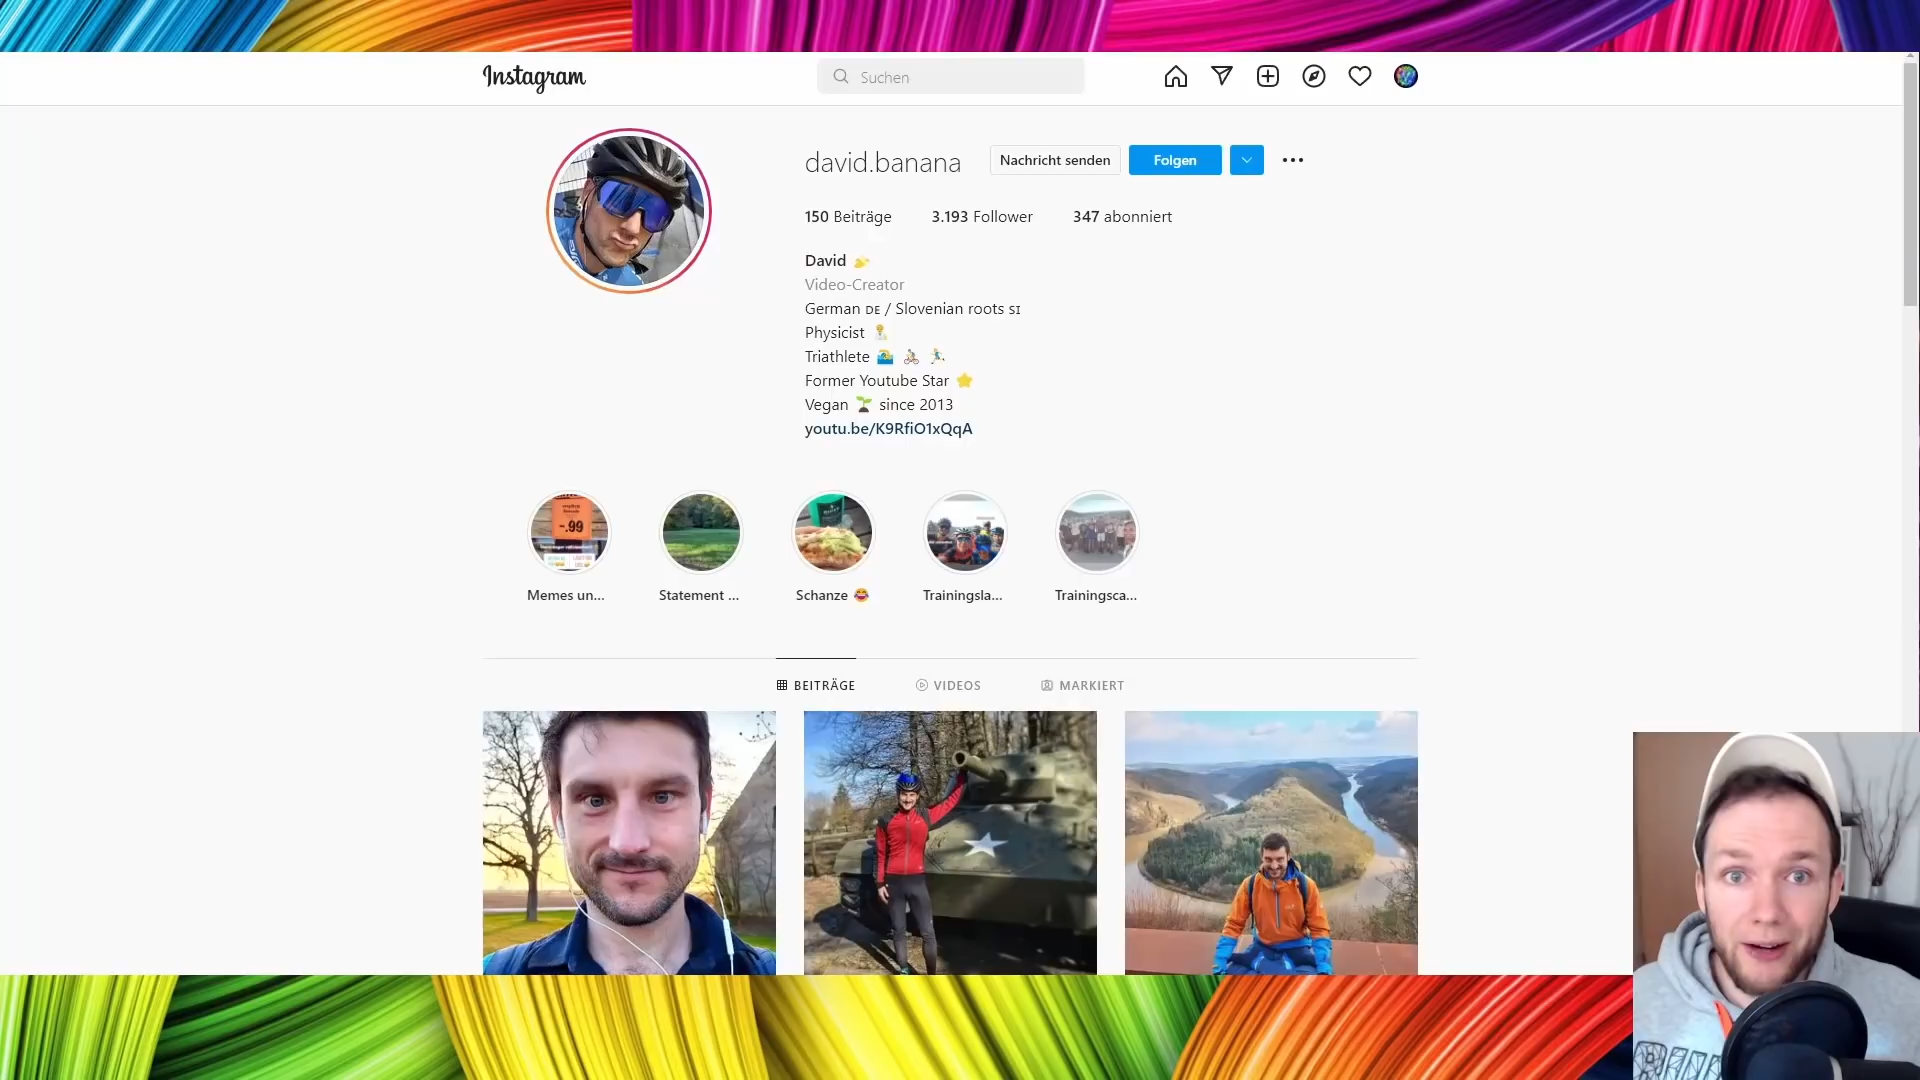 Instagram
Suchen
david.banana
Nachricht senden
Folgen
150 Beiträge
3.193 Follower
347 abonniert
David
Video-Creator
German DE / Slovenian roots SI
Physicist
Triathlete
Former Youtube Star
Vegan 🌱 since 2013
youtu.be/K9RfiO1xQqA
-.99
Memes un...
Statement ...
Schanze 😂
Trainingsla...
Trainingsca...
BEITRÄGE
VIDEOS
MARKIERT